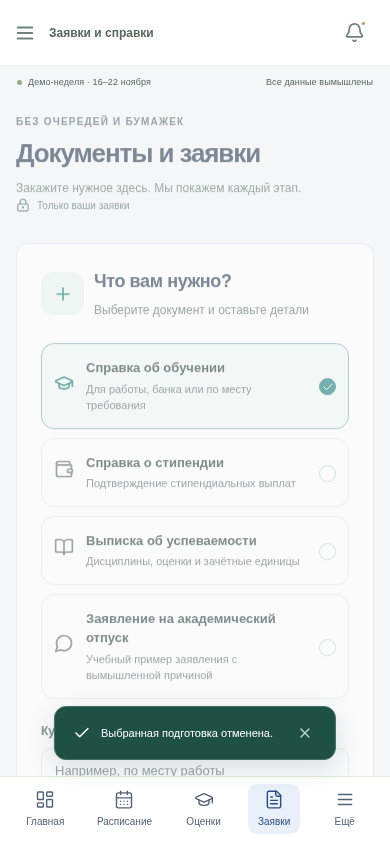 Заявки и справки
Демо-неделя · 16–22 ноября
Все данные вымышлены
БЕЗ ОЧЕРЕДЕЙ И БУМАЖЕК
Документы и заявки
Закажите нужное здесь. Мы покажем каждый этап.
Только ваши заявки
Что вам нужно?
Выберите документ и оставьте детали
Справка об обучении
Для работы, банка или по месту
требования
Справка о стипендии
Подтверждение стипендиальных выплат
Выписка об успеваемости
Дисциплины, оценки и зачётные единицы
Заявление на академический
отпуск
Учебный пример заявления с
вымышленной причиной
Выбранная подготовка отменена.
Например, по месту работы
Главная
Расписание
Оценки
Заявки
Ещё